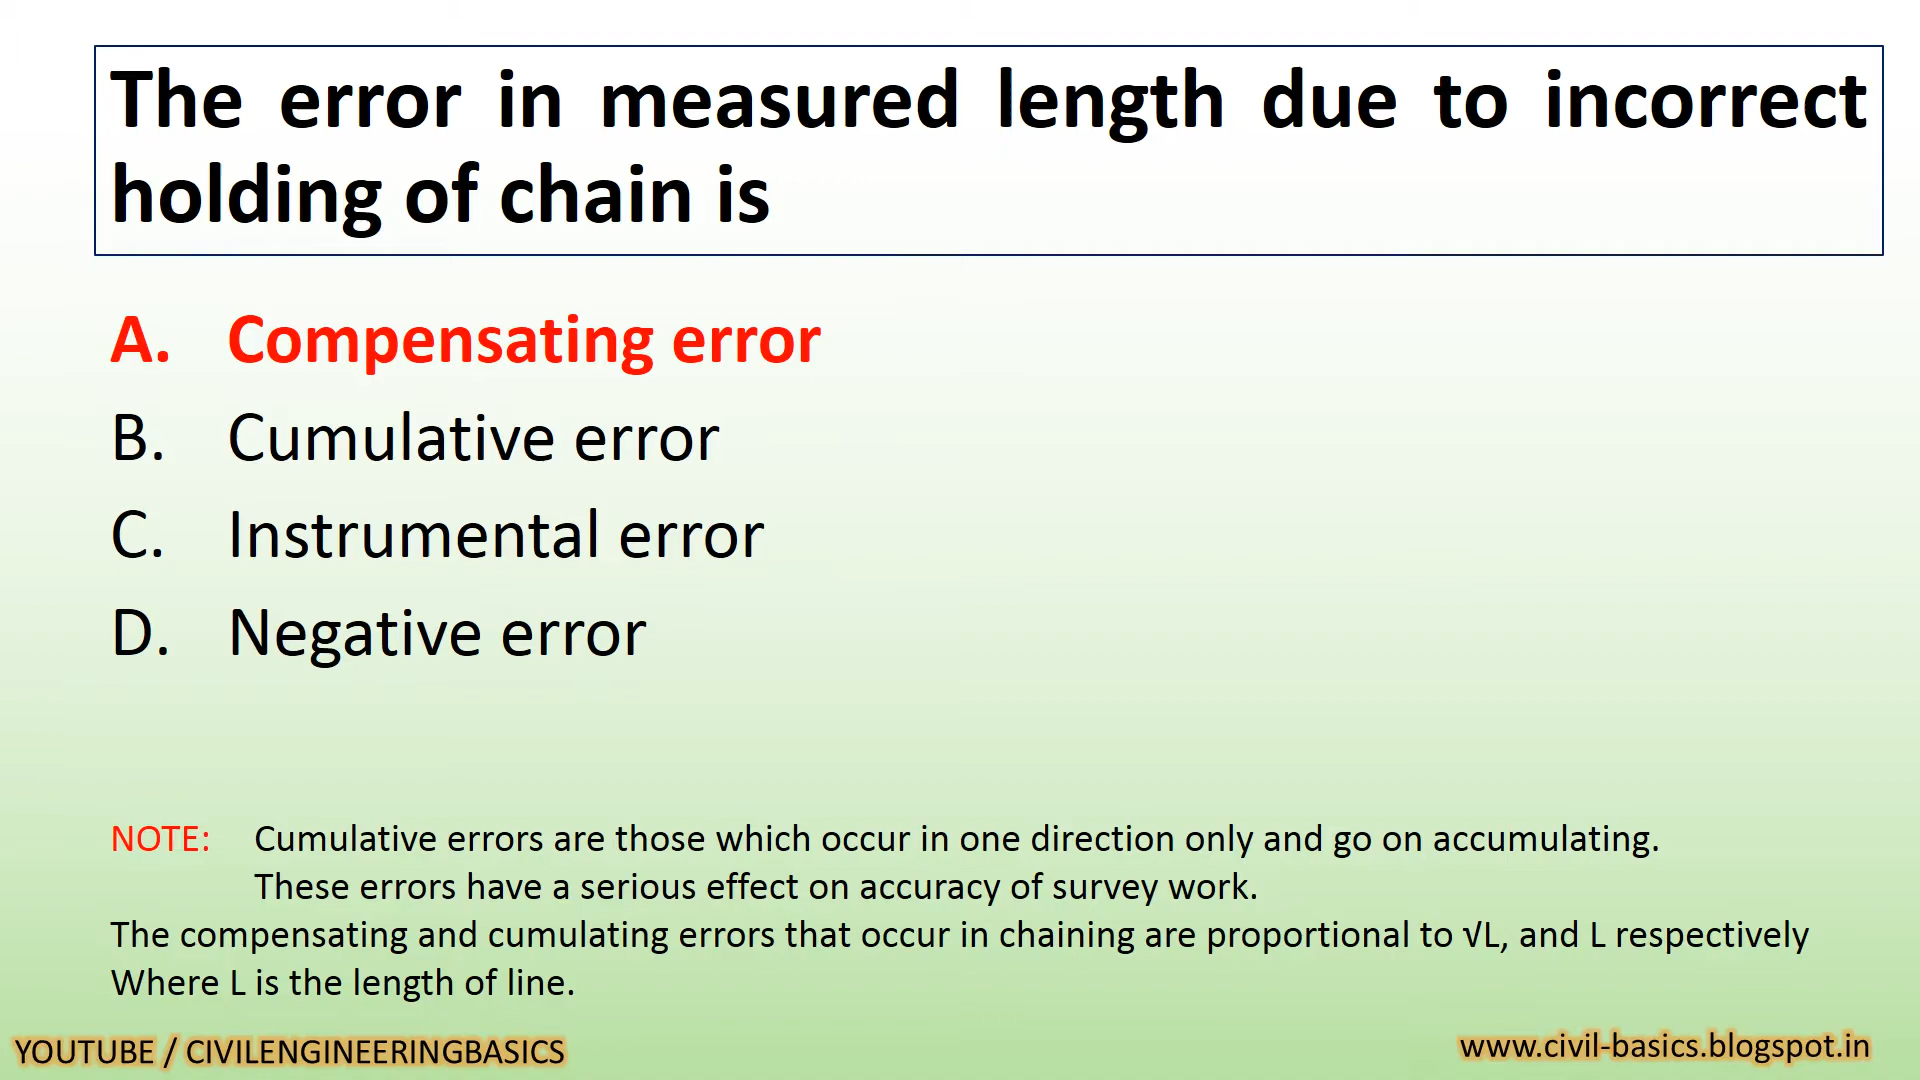 The error in measured length due to incorrect
holding of chain is
A. Compensating error
B. Cumulative error
C. Instrumental error
D. Negative error
NOTE: Cumulative errors are those which occur in one direction only and go on accumulating.
These errors have a serious effect on accuracy of survey work.
The compensating and cumulating errors that occur in chaining are proportional to √L, and L respectively
Where L is the length of line.
YOUTUBE / CIVILENGINEERINGBASICS
www.civil-basics.blogspot.in